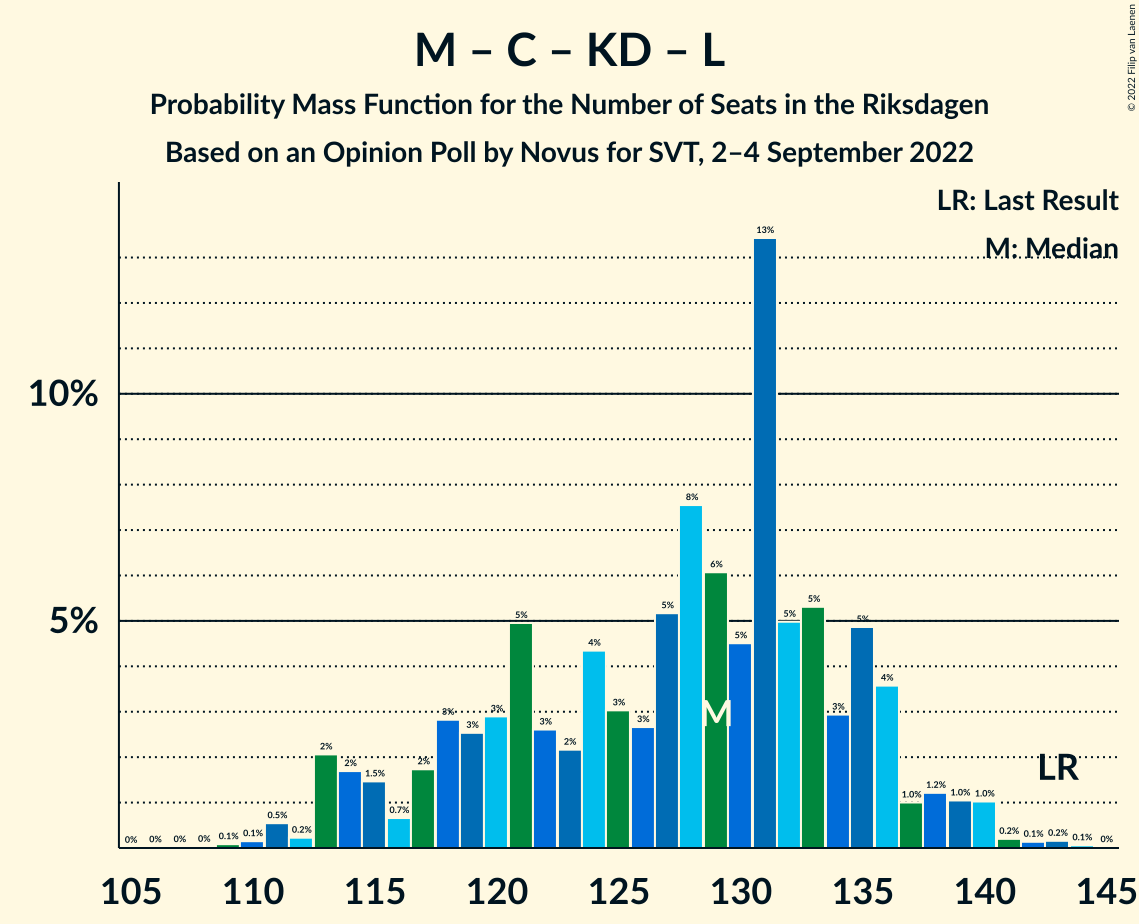 M – C – KD – L
Probability Mass Function for the Number of Seats in the Riksdagen
Based on an Opinion Poll by Novus for SVT, 2–4 September 2022
© 2022 Filip van Laenen
LR: Last Result
M: Median
10%
5%
0% 0% 0% 0% 0.1% 0.1% 0.5% 0.2% 2% 2% 1.5% 0.7% 2% 3% 3% 3% 5% 3% 2% 4% 3% 3% 5% 8% 6% 5% 13% 5% 5% 3% 5% 4% 1.0% 1.2% 1.0% 1.0% 0.2% 0.1% 0.2% 0.1% 0%
M
LR
105 110 115 120 125 130 135 140 145